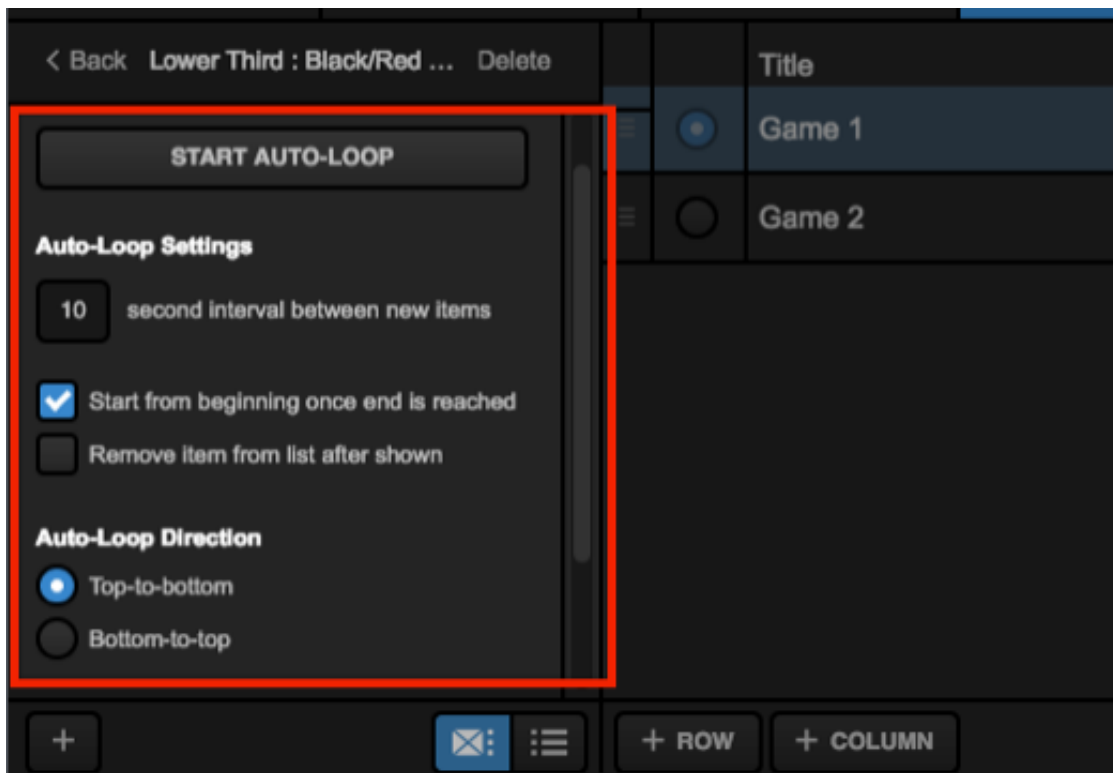 < Back Lower Third : Black/Red ... Delete
START AUTO-LOOP
Auto-Loop Settings
10 second interval between new items
Start from beginning once end is reached
Remove item from list after shown
Auto-Loop Direction
Top-to-bottom
Bottom-to-top
+
Title
Game 1
Game 2
+ ROW + COLUMN